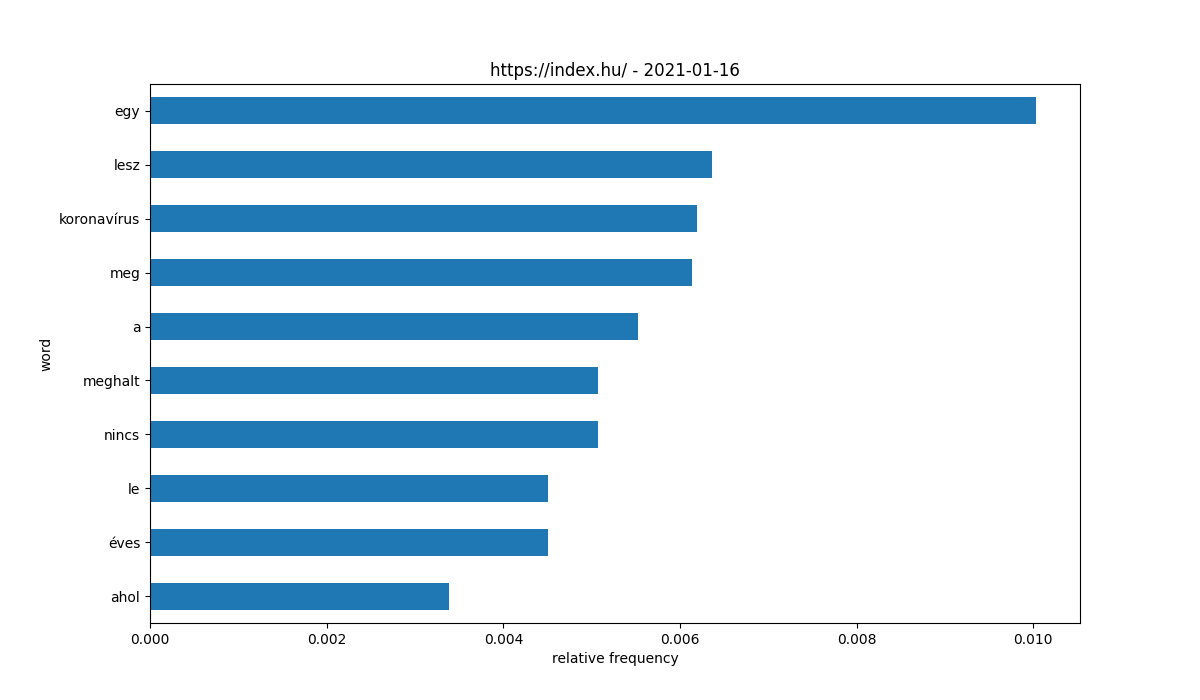 https://index.hu/ - 2021-01-16
egy
lesz
koronavírus
meg
a
meghalt
nincs
le
éves
ahol
word
0.000 0.002 0.004 0.006 0.008 0.010
relative frequency